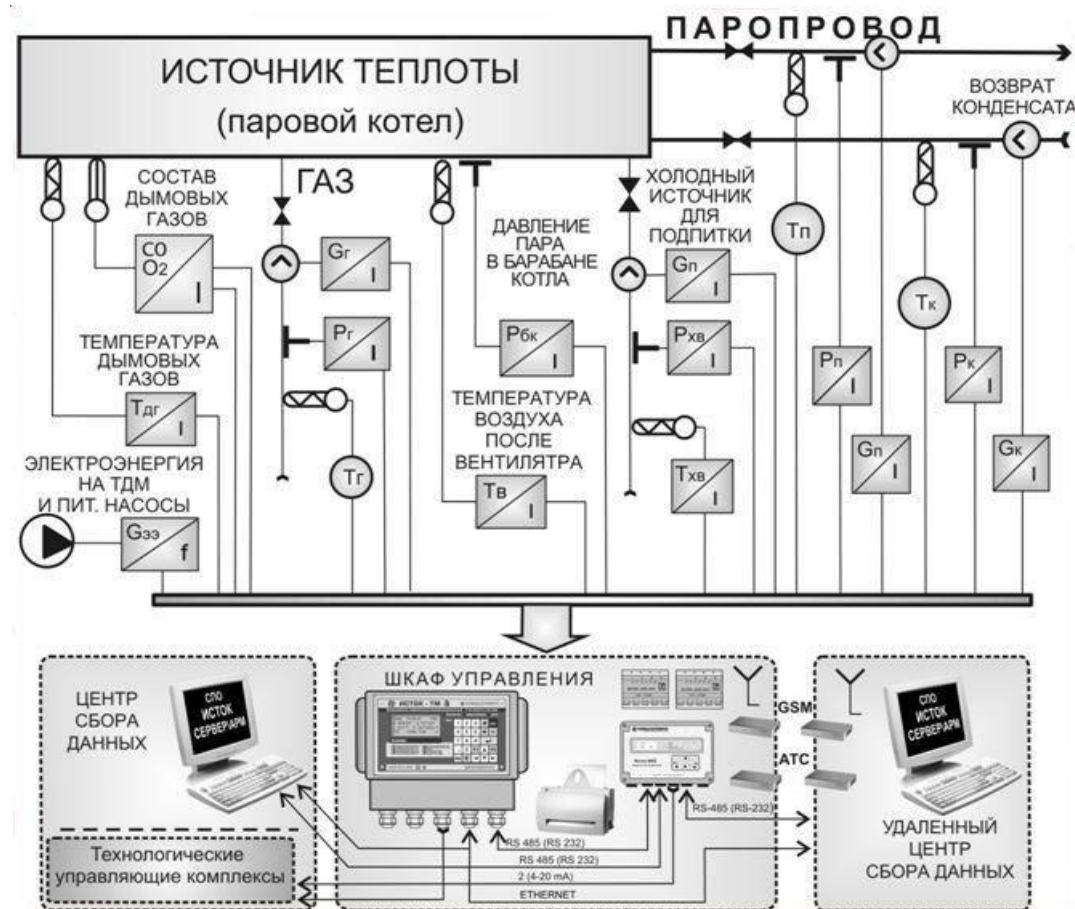 ПАРОПРОВОД
ИСТОЧНИК ТЕПЛОТЫ
(паровой котел)
ВОЗВРАТ
КОНДЕНСАТА
СОСТАВ
ДЫМОВЫХ
ГАЗОВ
CO
O2
I
ГАЗ
Gг
I
ДАВЛЕНИЕ
ПАРА
В БАРАБАНЕ
КОТЛА
ХОЛОДНЫЙ
ИСТОЧНИК
ДЛЯ
ПОДПИТКИ
Gп
I
Tп
Tк
ТЕМПЕРАТУРА
ДЫМОВЫХ
ГАЗОВ
Tдг
I
Pг
I
Pбк
I
Pхв
I
Pп
I
Pк
I
ТЕМПЕРАТУРА
ВОЗДУХА
ПОСЛЕ
ВЕНТИЛЯТРА
Tв
I
Tг
Tхв
I
Gп
I
Gк
I
ЭЛЕКТРОЭНЕРГИЯ
НА ТДМ
И ПИТ. НАСОСЫ
Gээ
f
ЦЕНТР
СБОРА
ДАННЫХ
СПО
ИСТОК
СЕРВЕР\АРМ
ШКАФ УПРАВЛЕНИЯ
ИСТОК - ТМ
GSM
АТС
СПО
ИСТОК
СЕРВЕР\АРМ
УДАЛЕННЫЙ
ЦЕНТР
СБОРА ДАННЫХ
RS-485 (RS-232)
RS 485 (RS 232)
RS 485 (RS 232)
2 (4-20 mA)
ETHERNET
Технологические
управляющие комплексы